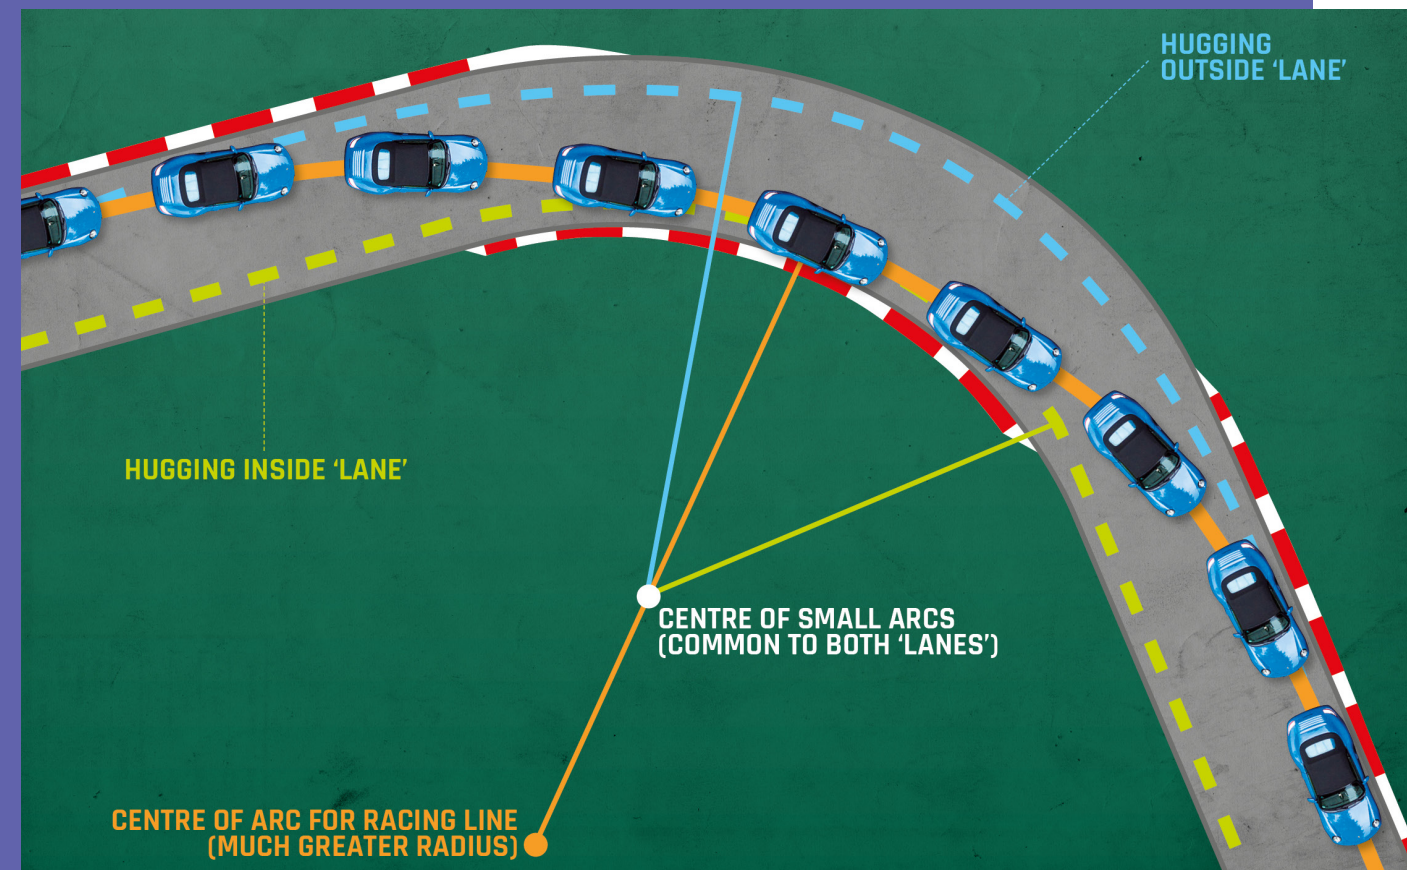 HUGGING
OUTSIDE ‘LANE’
HUGGING INSIDE ‘LANE’
CENTRE OF SMALL ARCS
(COMMON TO BOTH ‘LANES’)
CENTRE OF ARC FOR RACING LINE
(MUCH GREATER RADIUS)